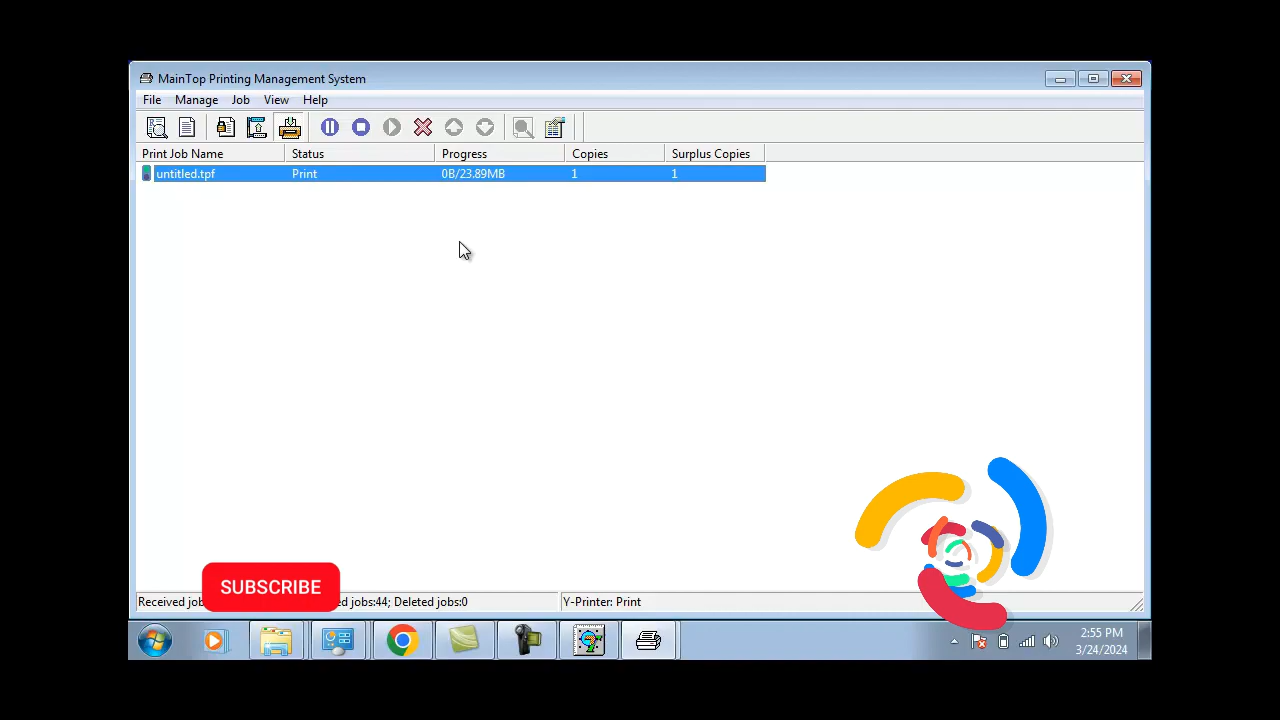 MainTop Printing Management System
File Manage Job View Help
Print Job Name Status Progress Copies Surplus Copies
untitled.tpf Print 0B/23.89MB 1 1
SUBSCRIBE
Received job d jobs:44; Deleted jobs:0 Y-Printer: Print
2:55 PM
3/24/2024